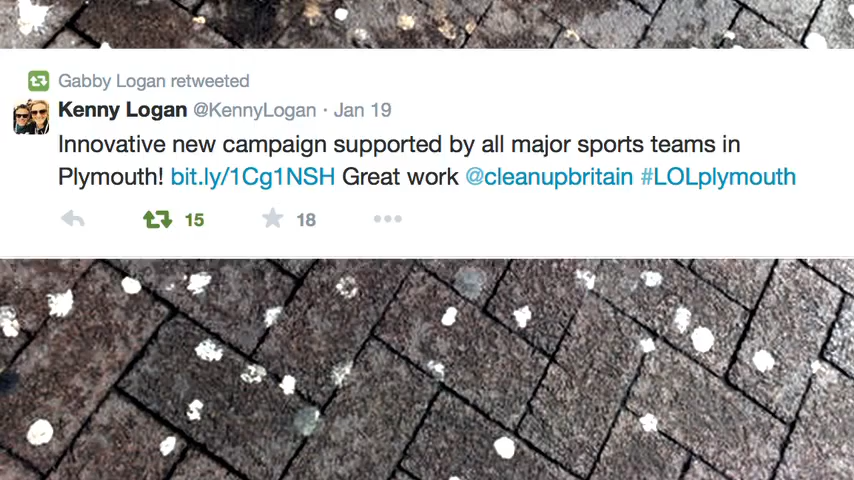 Gabby Logan retweeted
Kenny Logan @KennyLogan · Jan 19
Innovative new campaign supported by all major sports teams in
Plymouth! bit.ly/1Cg1NSH Great work @cleanupbritain #LOLplymouth
15 18